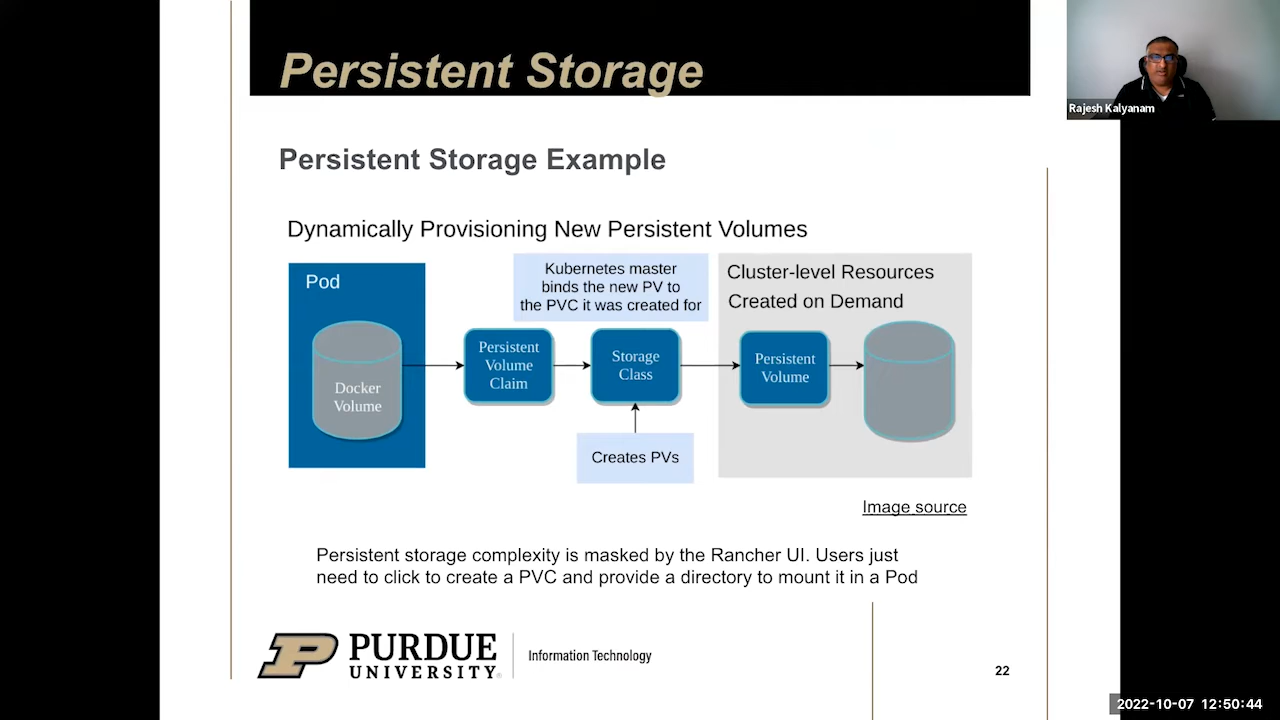 Persistent Storage
Rajesh Kalyanam
Persistent Storage Example
Dynamically Provisioning New Persistent Volumes
Pod
Docker
Volume
Persistent
Volume
Claim
Kubernetes master
binds the new PV to
the PVC it was created for
Storage
Class
Creates PVs
Cluster-level Resources
Created on Demand
Persistent
Volume
Image source
Persistent storage complexity is masked by the Rancher UI. Users just
need to click to create a PVC and provide a directory to mount it in a Pod
P PURDUE
UNIVERSITY®
Information Technology
22
2022-10-07 12:50:44